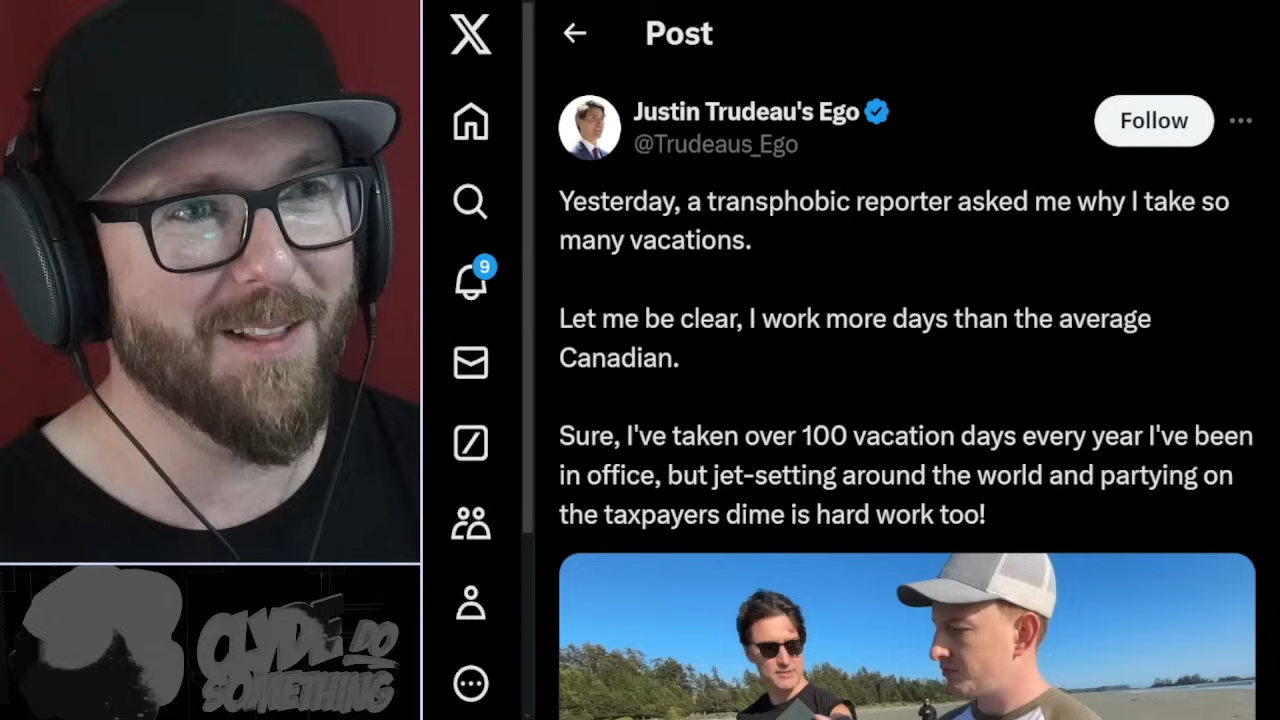 Post
Justin Trudeau's Ego
@Trudeaus_Ego
Follow
Yesterday, a transphobic reporter asked me why I take so
many vacations.
Let me be clear, I work more days than the average
Canadian.
Sure, I've taken over 100 vacation days every year I've been
in office, but jet-setting around the world and partying on
the taxpayers dime is hard work too!
9
CLYDE DO
SOMETHING